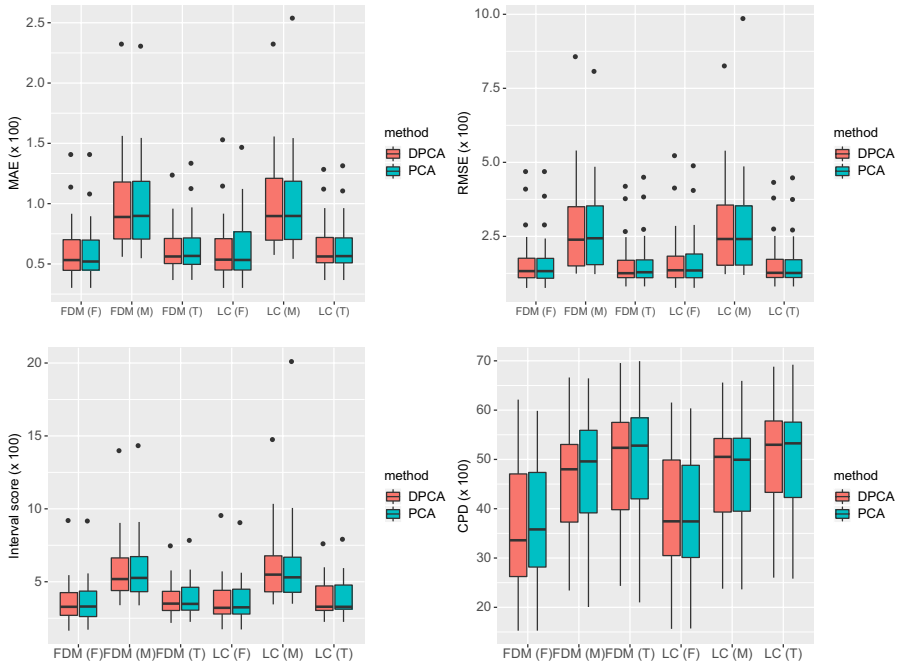 MAE (x 100)
2.5
2.0
1.5
1.0
0.5
FDM (F) FDM (M) FDM (T) LC (F) LC (M) LC (T)
method
DPCA
PCA
RMSE (x 100)
10.0
7.5
5.0
2.5
FDM (F) FDM (M) FDM (T) LC (F) LC (M) LC (T)
method
DPCA
PCA
Interval score (x 100)
20
15
10
5
FDM (F) FDM (M) FDM (T) LC (F) LC (M) LC (T)
method
DPCA
PCA
CPD (x 100)
70
60
50
40
30
20
FDM (F) FDM (M) FDM (T) LC (F) LC (M) LC (T)
method
DPCA
PCA